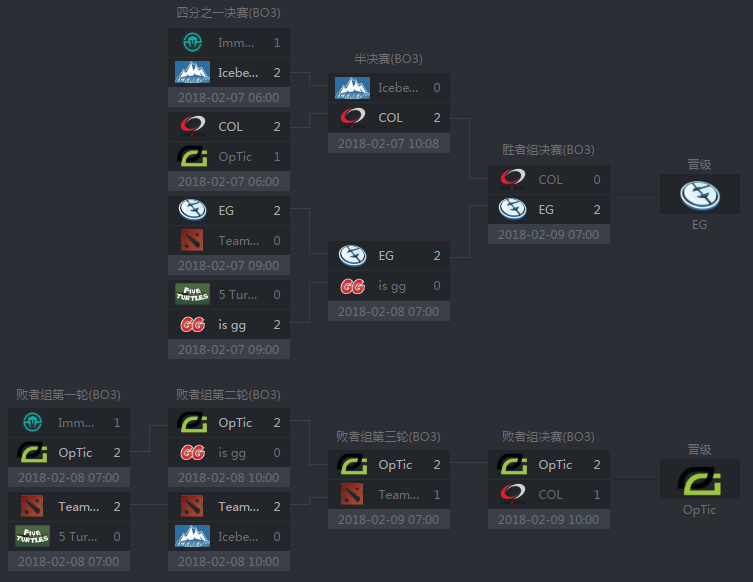 四分之一决赛(BO3)
Imm... 1
Icebe... 2
2018-02-07 06:00
COL 2
OpTic 1
2018-02-07 06:00
EG 2
Team... 0
2018-02-07 09:00
FIVE TURTLES 5 Tur... 0
GG is gg 2
2018-02-07 09:00
半决赛(BO3)
Icebe... 0
COL 2
2018-02-07 10:08
EG 2
GG is gg 0
2018-02-08 07:00
胜者组决赛(BO3)
COL 0
EG 2
2018-02-09 07:00
晋级
EG
败者组第一轮(BO3)
Imm... 1
OpTic 2
2018-02-08 07:00
Team... 2
FIVE TURTLES 5 Tur... 0
2018-02-08 07:00
败者组第二轮(BO3)
OpTic 2
GG is gg 0
2018-02-08 10:00
Team... 2
Icebe... 0
2018-02-08 10:00
败者组第三轮(BO3)
OpTic 2
Team... 1
2018-02-09 07:00
败者组决赛(BO3)
OpTic 2
COL 1
2018-02-09 10:00
晋级
OpTic